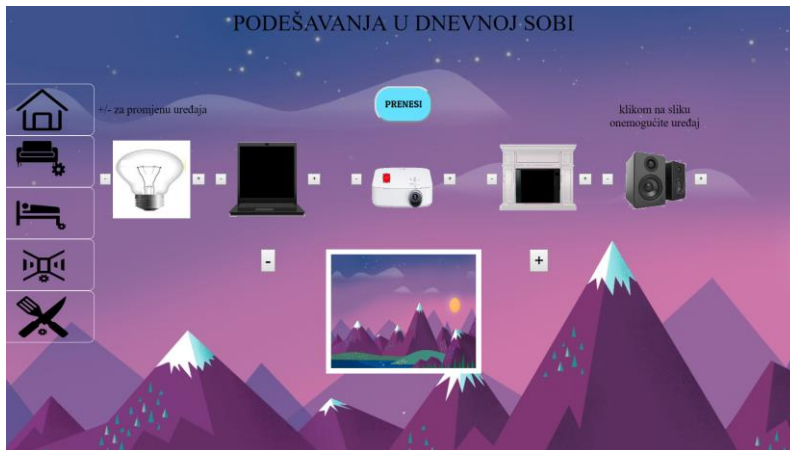 PODEŠAVANJA U DNEVNOJ SOBI
+/- za promjenu uređaja
PRENESI
klikom na sliku
onemogućite uređaj
- + - + - + - + - +
- +